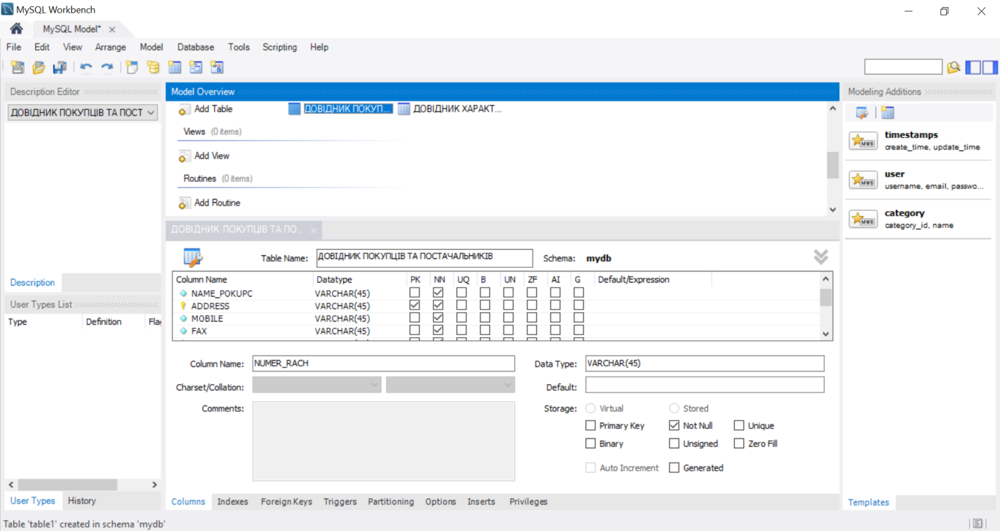 MySQL Workbench
MySQL Model*
File Edit View Arrange Model Database Tools Scripting Help
Description Editor
ДОВІДНИК ПОКУПЦІВ ТА ПОСТ
Description
User Types List
Type Definition Flag
User Types History
Model Overview
Add Table ДОВІДНИК ПОКУП... ДОВІДНИК ХАРАКТ...
Views (0 items)
Add View
Routines (0 items)
Add Routine
ДОВІДНИК ПОКУПЦІВ ТА ПО...
Table Name: ДОВІДНИК ПОКУПЦІВ ТА ПОСТАЧАЛЬНИКІВ Schema: mydb
Column Name Datatype PK NN UQ B UN ZF AI G Default/Expression
NAME_POKUPC VARCHAR(45)
ADDRESS VARCHAR(45)
MOBILE VARCHAR(45)
FAX VARCHAR(45)
Column Name: NUMER_RACH Data Type: VARCHAR(45)
Charset/Collation: Default:
Comments: Storage: Virtual Stored
Primary Key Not Null Unique
Binary Unsigned Zero Fill
Auto Increment Generated
Columns Indexes Foreign Keys Triggers Partitioning Options Inserts Privileges
Modeling Additions
MWB timestamps
create_time, update_time
MWB user
username, email, passwo...
MWB category
category_id, name
Templates
Table 'table1' created in schema 'mydb'